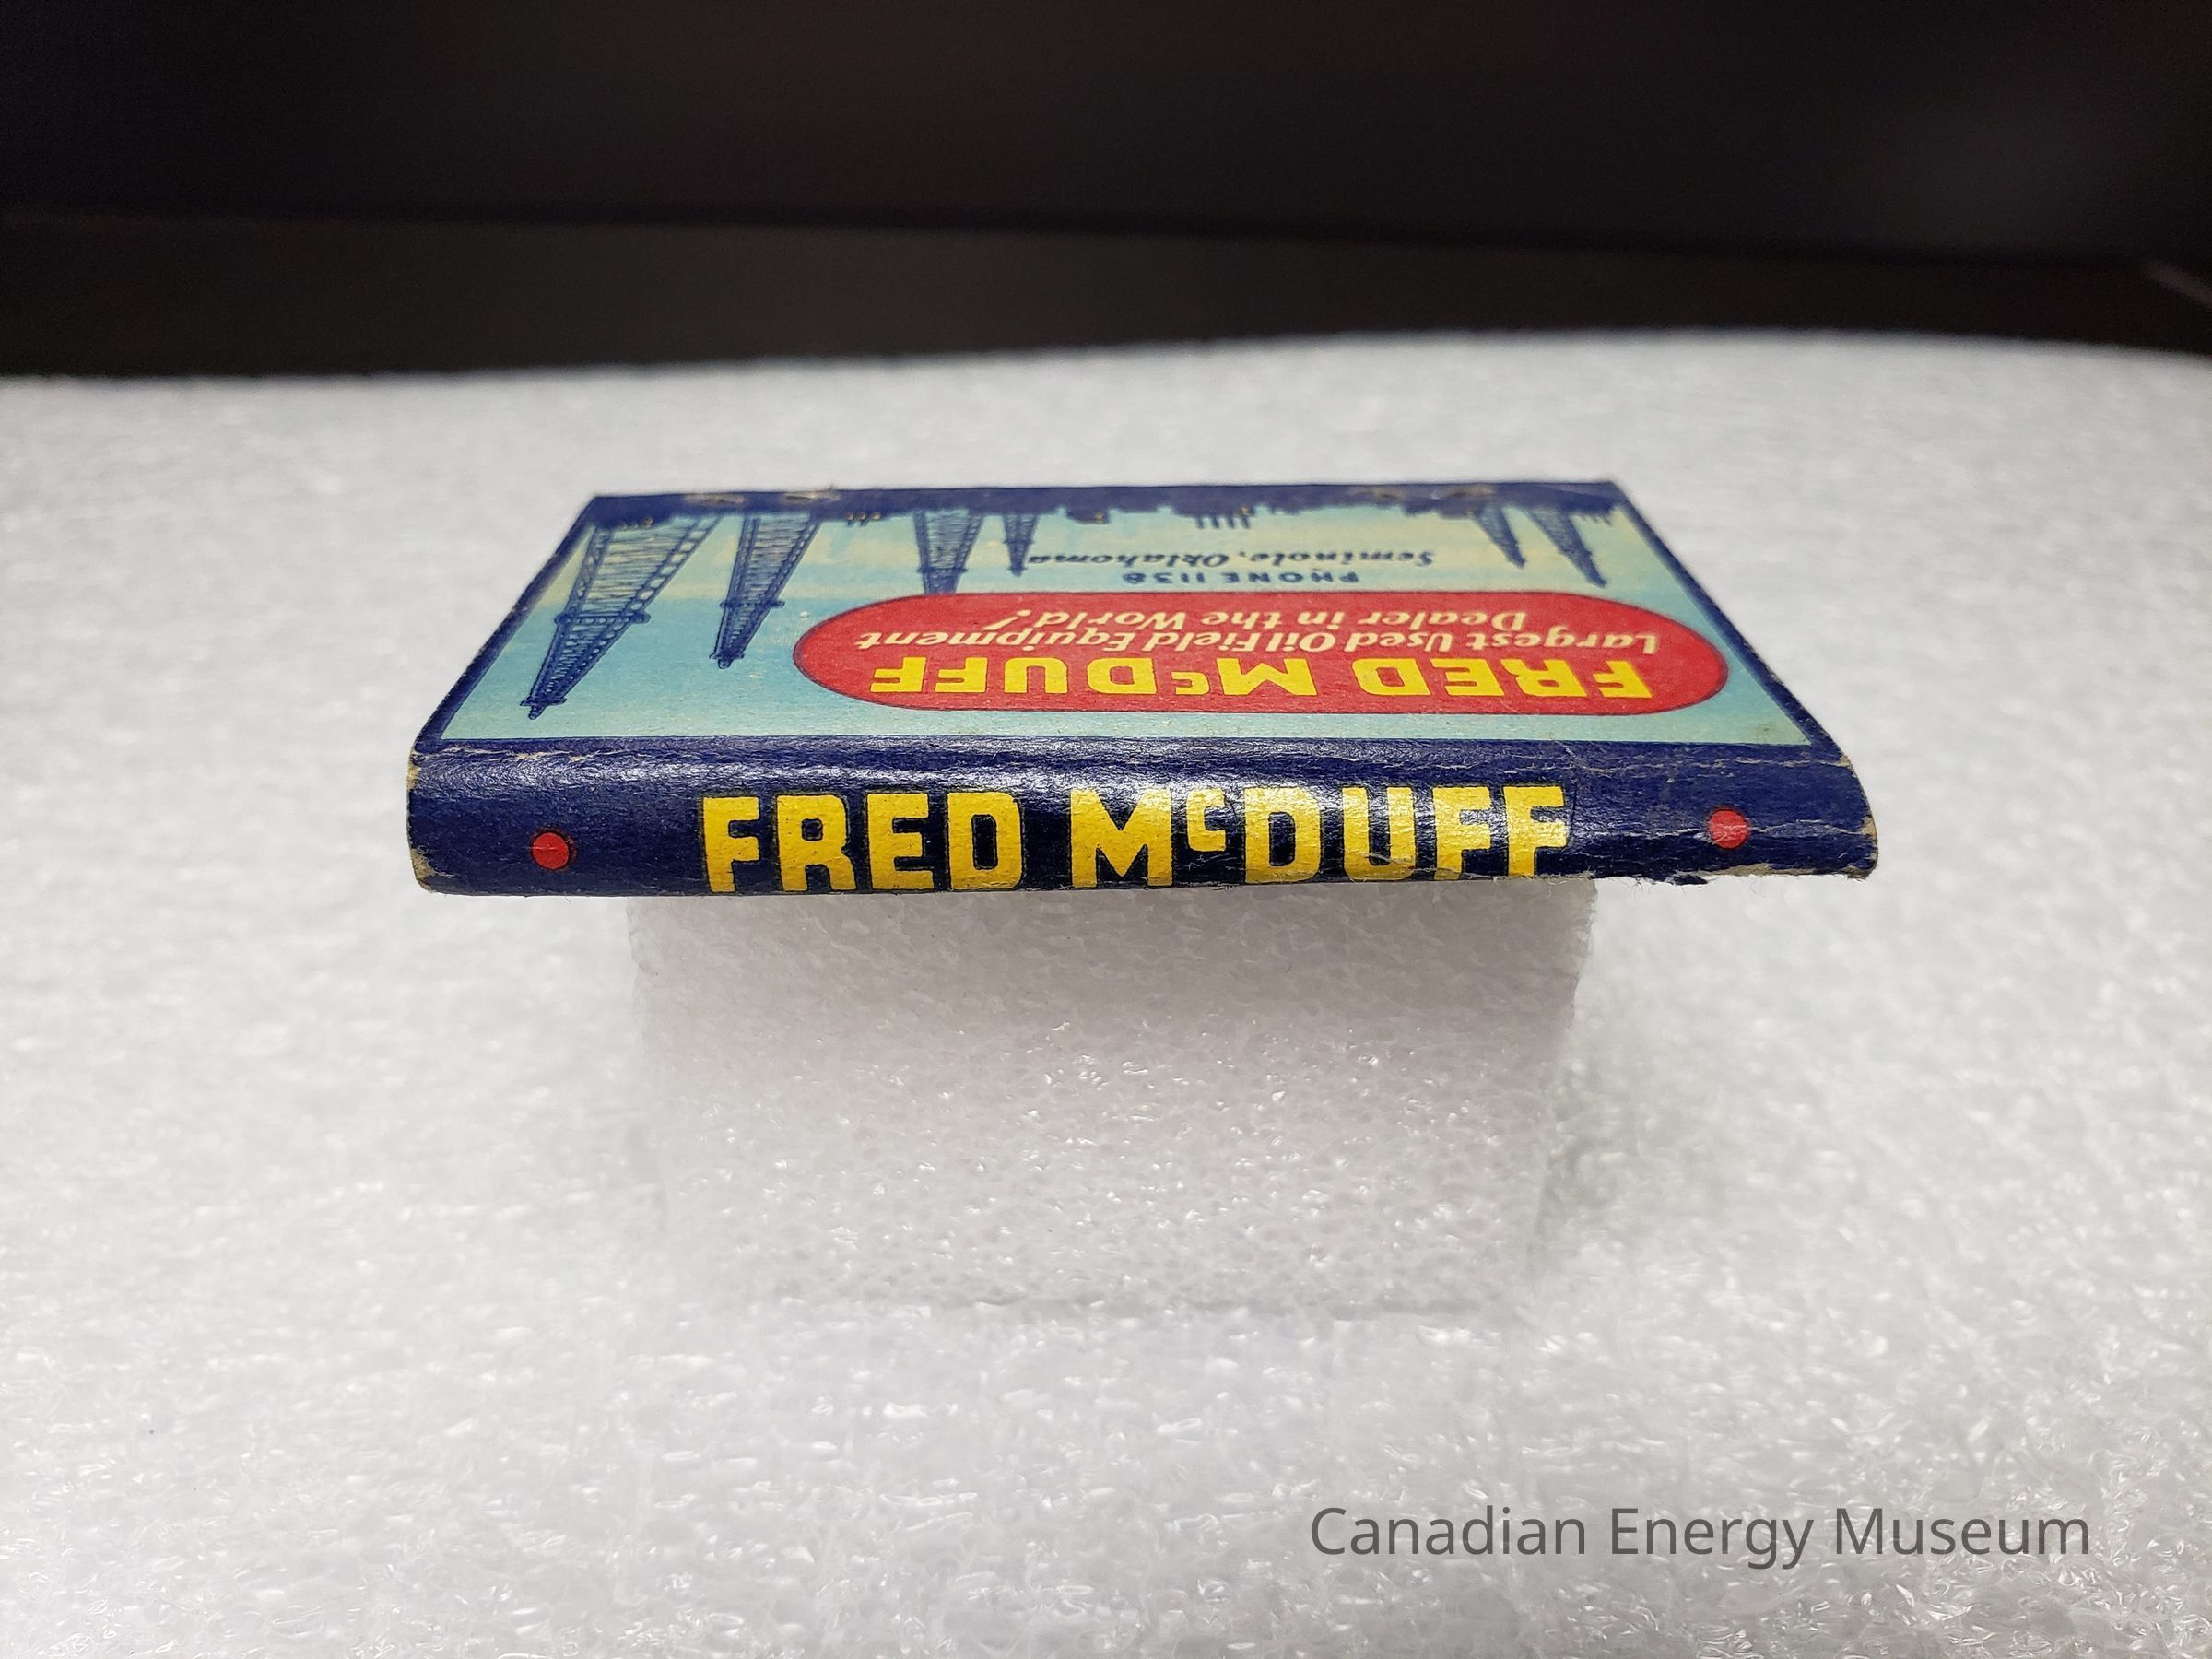 FRED McDUFF
Largest Used Oil Field Equipment
Dealer in the World!
PHONE 1138
Seminole, Oklahoma
FRED McDUFF
Canadian Energy Museum